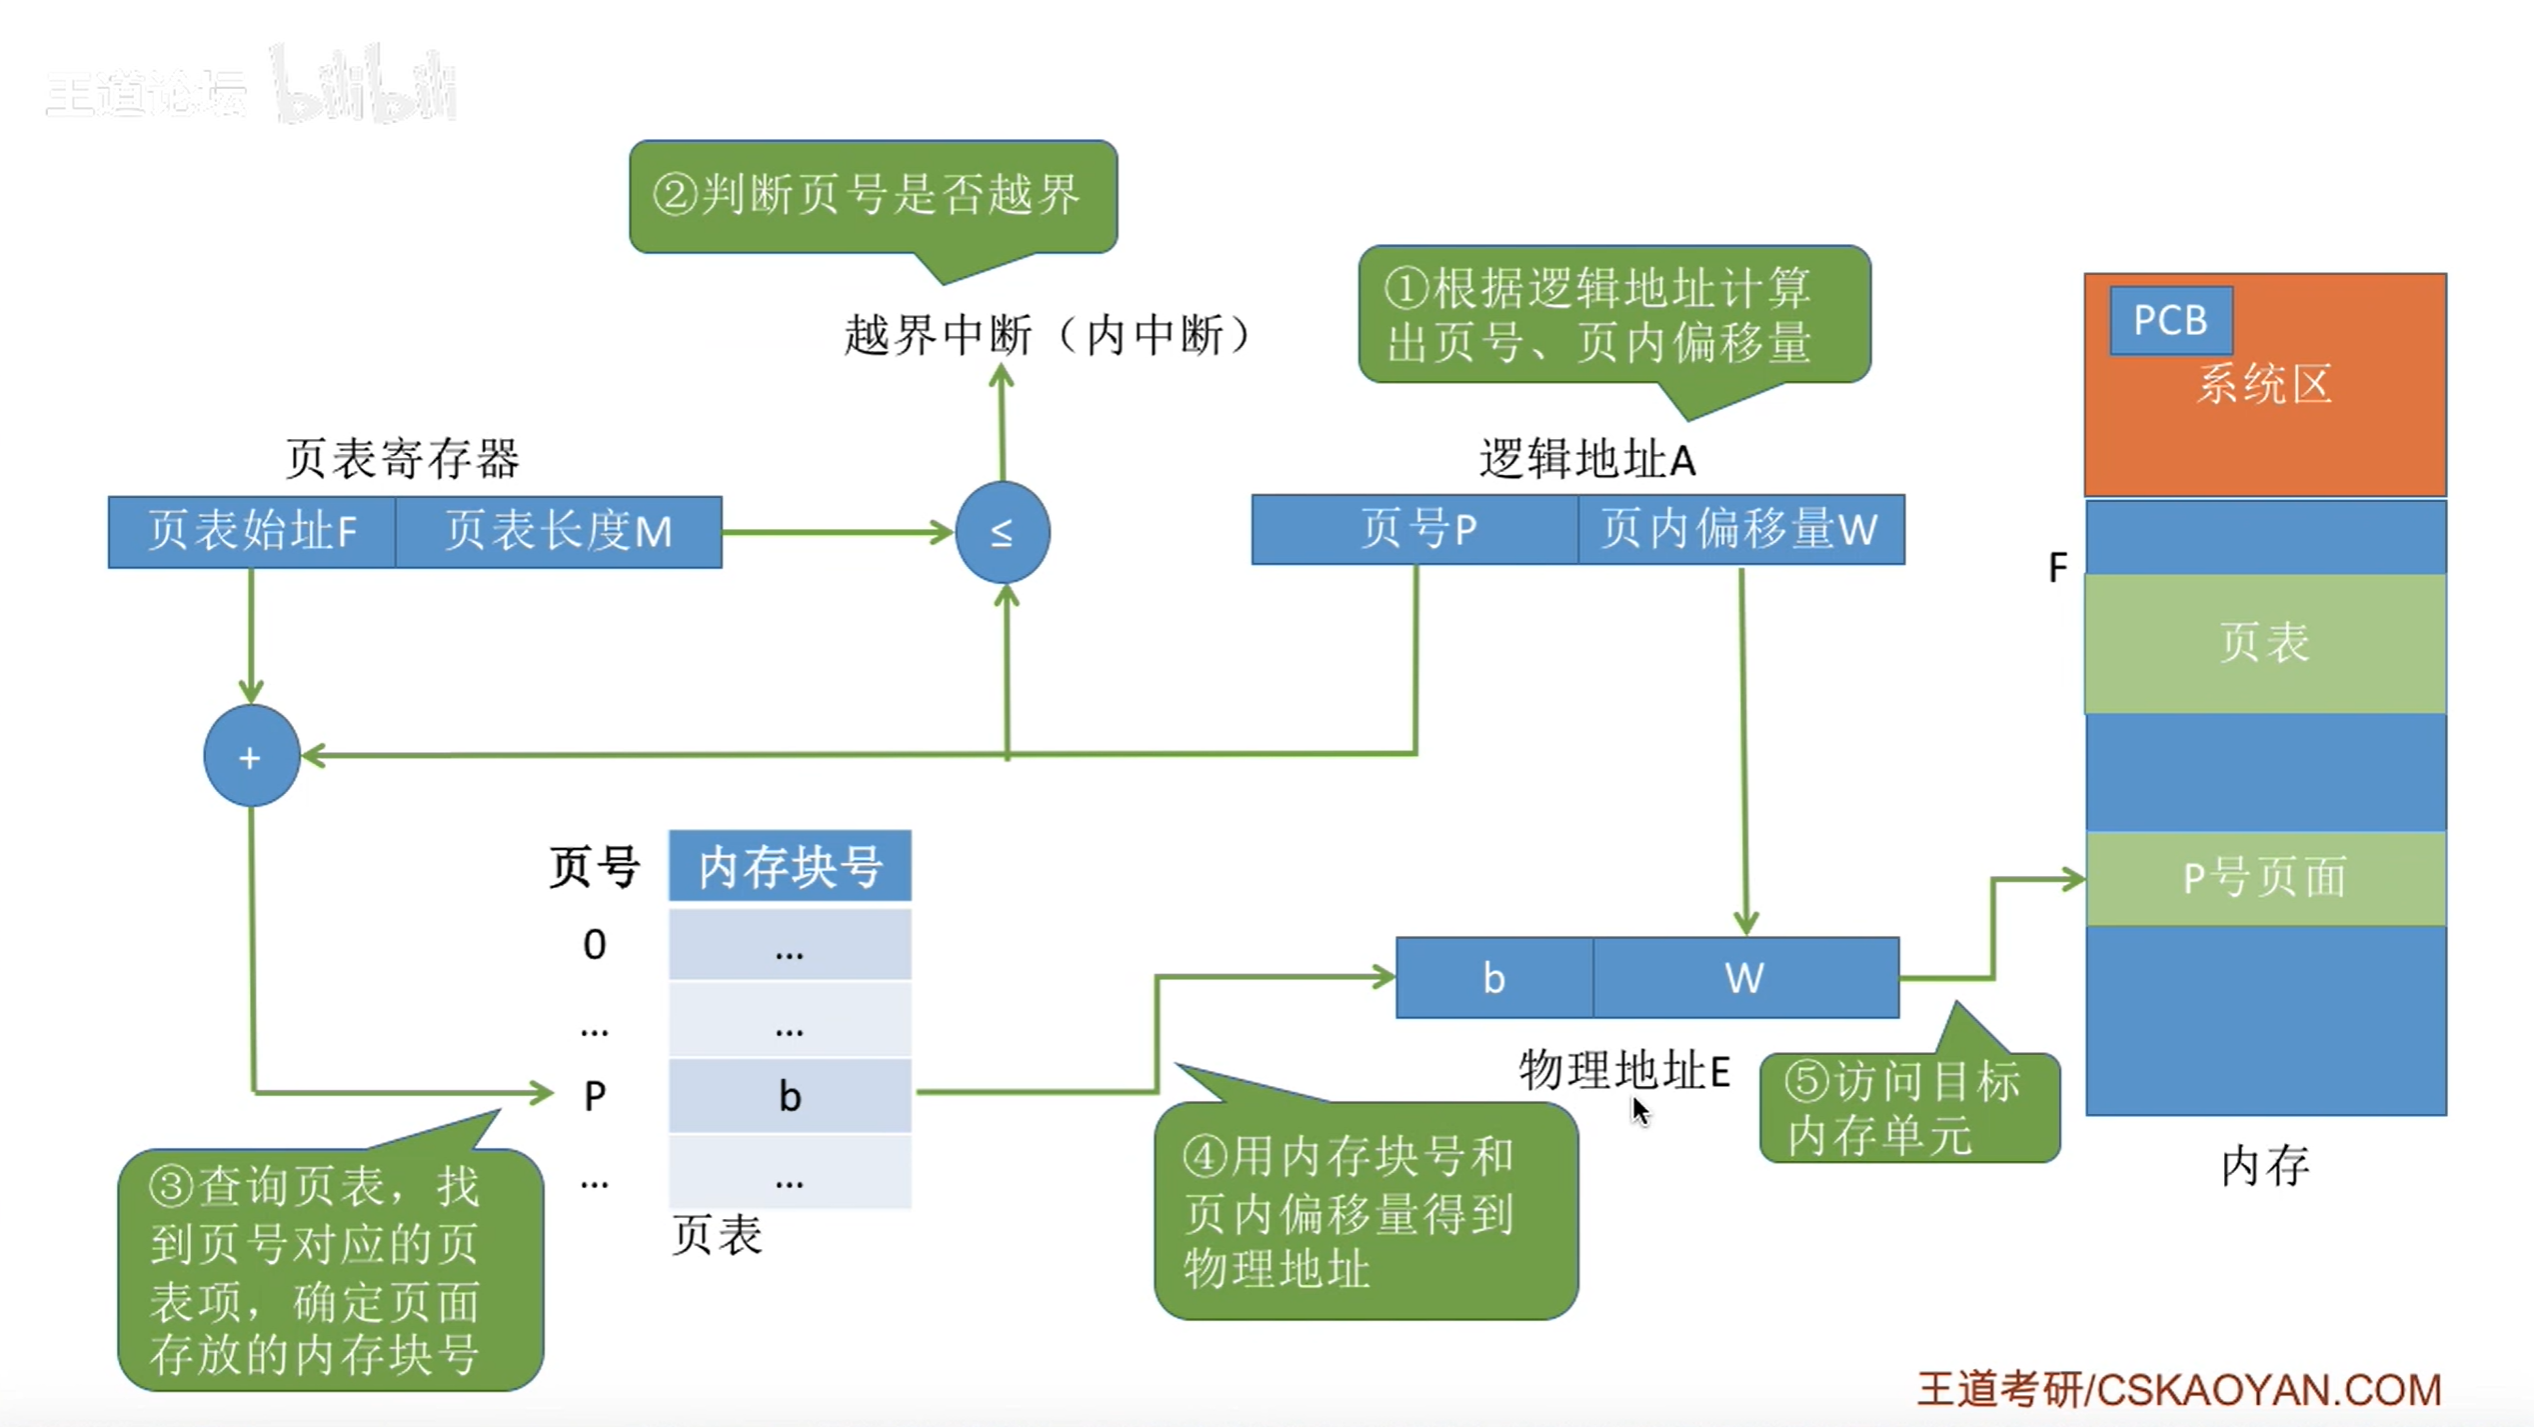 王道论坛 bilibili
②判断页号是否越界
①根据逻辑地址计算
出页号、页内偏移量
越界中断（内中断）
PCB
系统区
页表寄存器
逻辑地址A
页表始址F 页表长度M
≤
页号P 页内偏移量W
F
页表
+
页号 内存块号
0 ...
... ...
P b
... ...
页表
P号页面
b W
物理地址E
③查询页表，找
到页号对应的页
表项，确定页面
存放的内存块号
④用内存块号和
页内偏移量得到
物理地址
⑤访问目标
内存单元
内存
王道考研/CSKAOYAN.COM